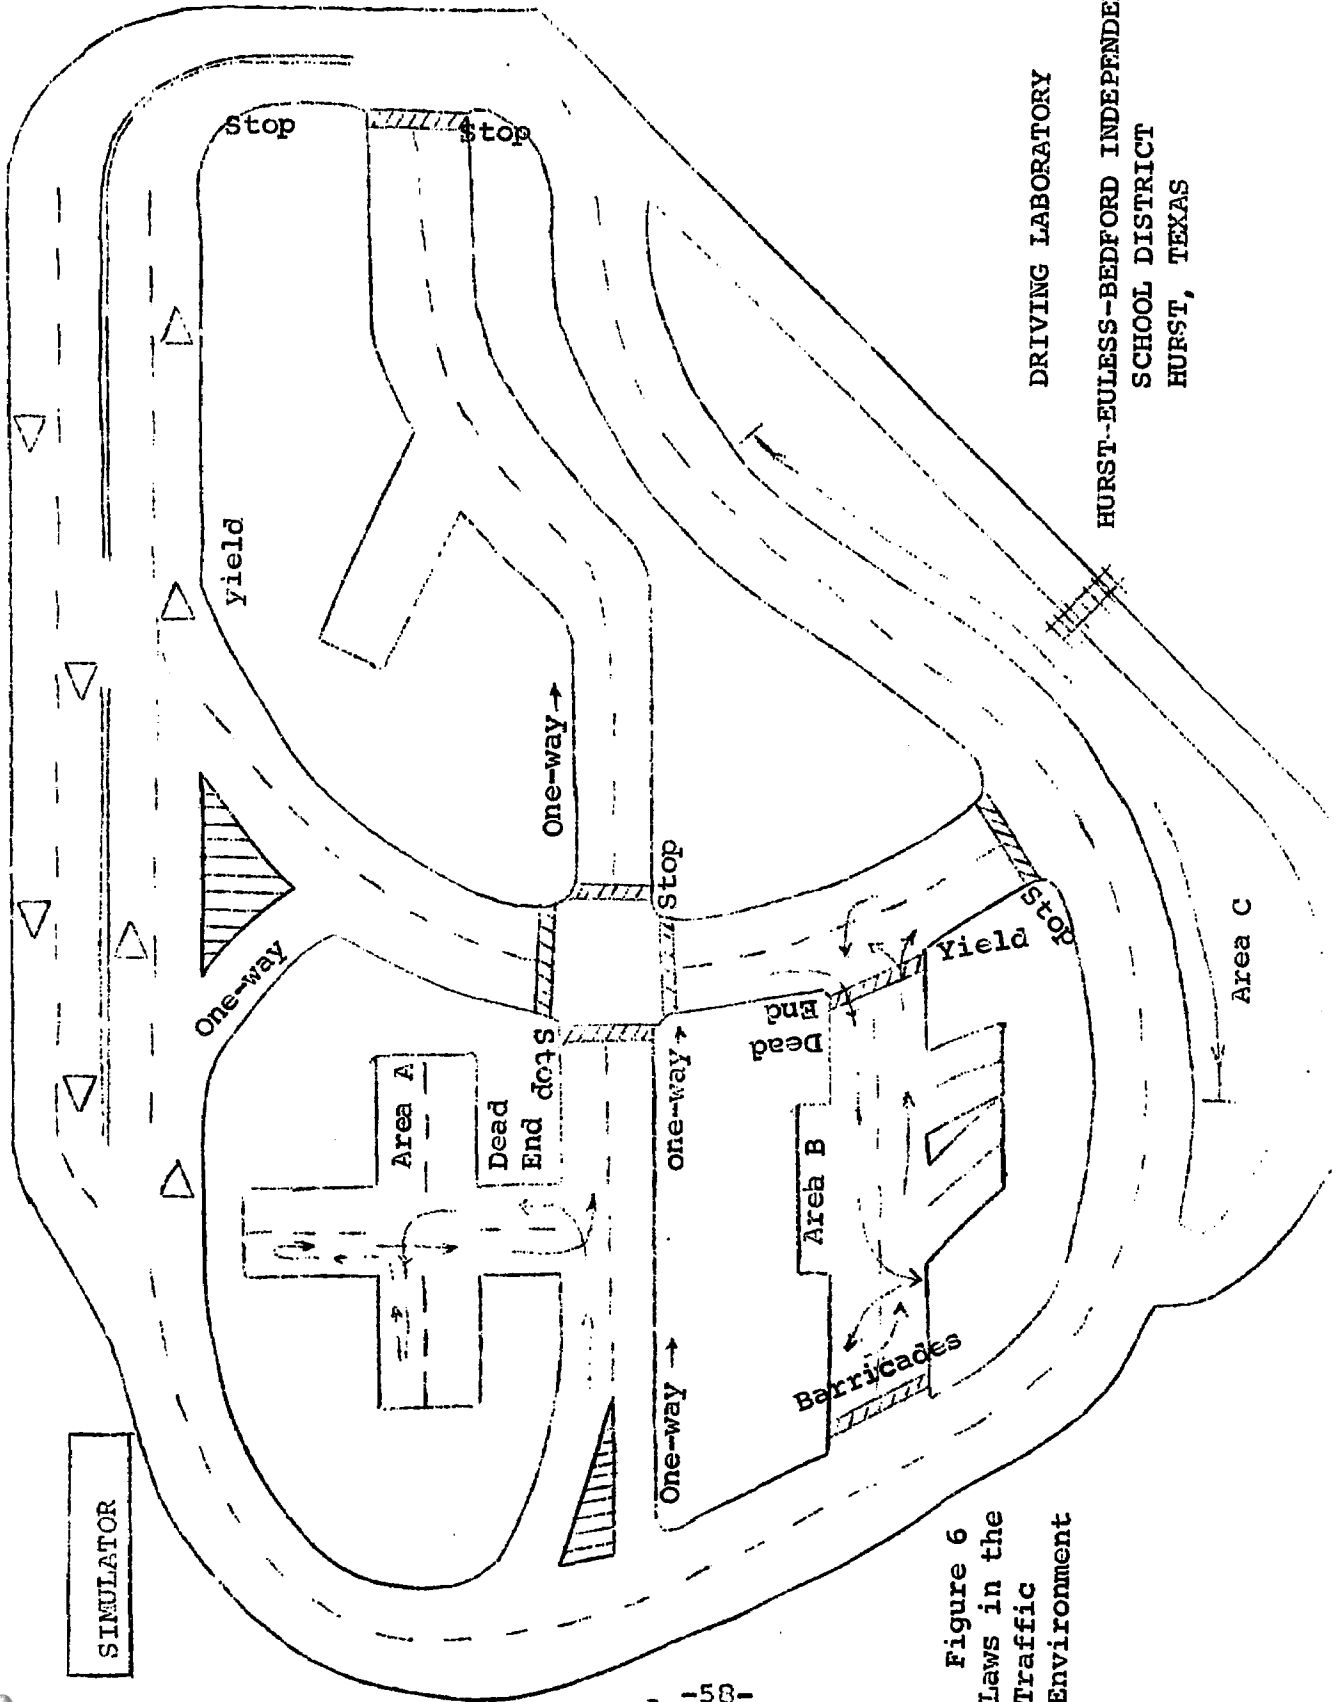 SIMULATOR
Stop
Stop
yield
One-way →
One-way
Stop
Stop
Area A
Dead
End
one-way →
Dead
End
Yield
Stop
Area B
Area C
One-way →
Barricades
DRIVING LABORATORY
HURST-EULESS-BEDFORD INDEPENDE
SCHOOL DISTRICT
HURST, TEXAS
Figure 6
Laws in the
Traffic
Environment
-58-